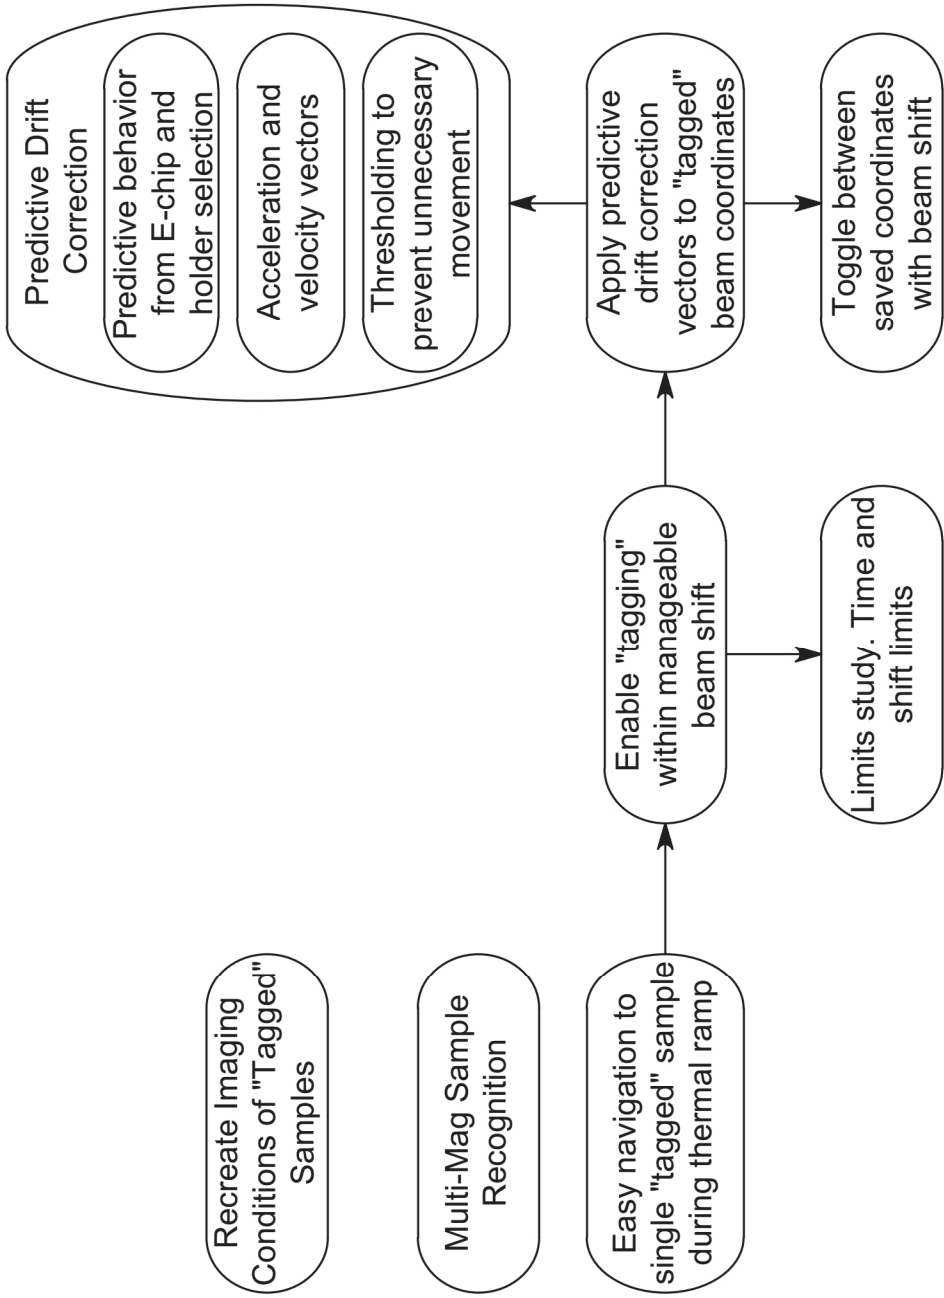 Recreate Imaging
Conditions of "Tagged"
Samples
Multi-Mag Sample
Recognition
Easy navigation to
single "tagged" sample
during thermal ramp
Enable "tagging"
within manageable
beam shift
Limits study. Time and
shift limits
Predictive Drift
Correction
Predictive behavior
from E-chip and
holder selection
Acceleration and
velocity vectors
Thresholding to
prevent unnecessary
movement
Apply predictive
drift correction
vectors to "tagged"
beam coordinates
Toggle between
saved coordinates
with beam shift